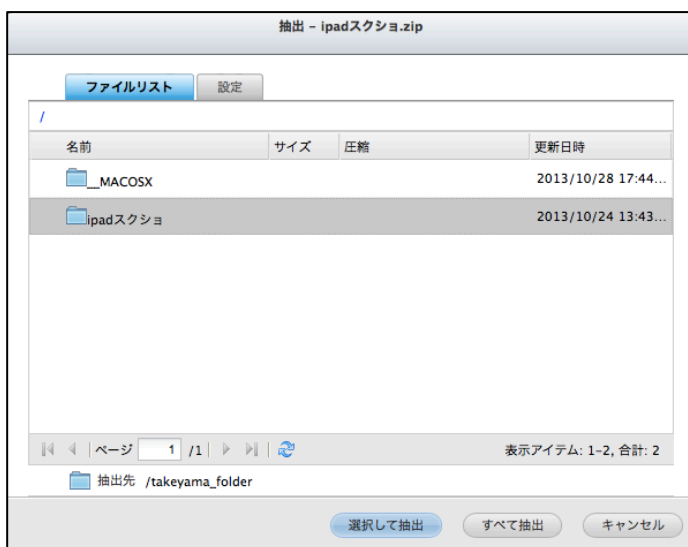 抽出 – ipadスクショ.zip
ファイルリスト 設定
/
名前 サイズ 圧縮 更新日時
__MACOSX 2013/10/28 17:44...
ipadスクショ 2013/10/24 13:43...
ページ 1 /1 表示アイテム: 1-2, 合計: 2
抽出先 /takeyama_folder
選択して抽出 すべて抽出 キャンセル